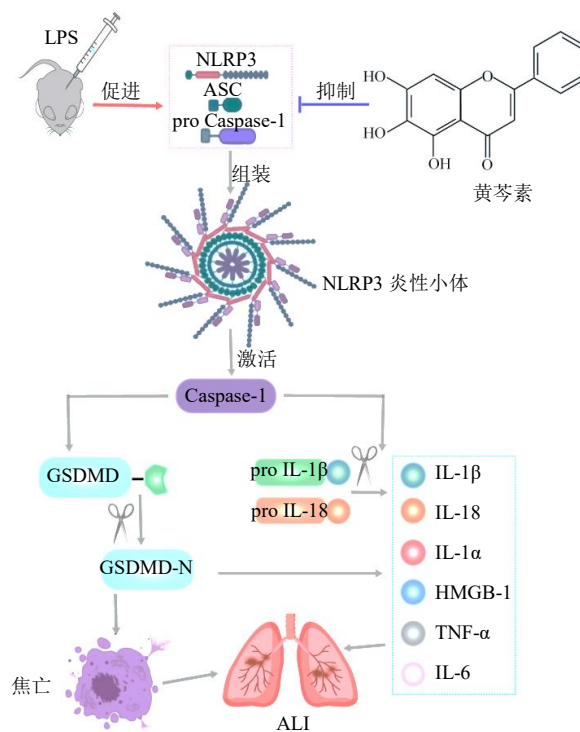 LPS
促进
NLRP3
ASC
pro Caspase-1
抑制
HO
HO
OH
O
O
黄芩素
组装
NLRP3 炎性小体
激活
Caspase-1
GSDMD
pro IL-1β
pro IL-18
GSDMD-N
IL-1β
IL-18
IL-1α
HMGB-1
TNF-α
IL-6
焦亡
ALI